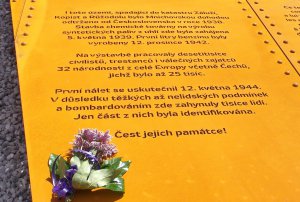 I toto území, spadající do katastru Záluží,
Kopist a Růžodolu bylo Mnichovskou dohodou
odtrženo od Československa v roce 1938.
Stavba chemické továrny na výrobu
syntetických paliv z uhlí zde byla zahájena
5. května 1939. První litry benzínu byly
vyrobeny 12. prosince 1942.
Na výstavbě pracovaly desetitisíce
civilistů, trestanců i válečných zajatců
32 národností z celé Evropy včetně Čechů,
jichž bylo až 25 tisíc.
První nálet se uskutečnil 12. května 1944.
V důsledku těžkých až nelidských podmínek
a bombardováním zde zahynuly tisíce lidí.
Jen část z nich byla identifikována.
Čest jejich památce!